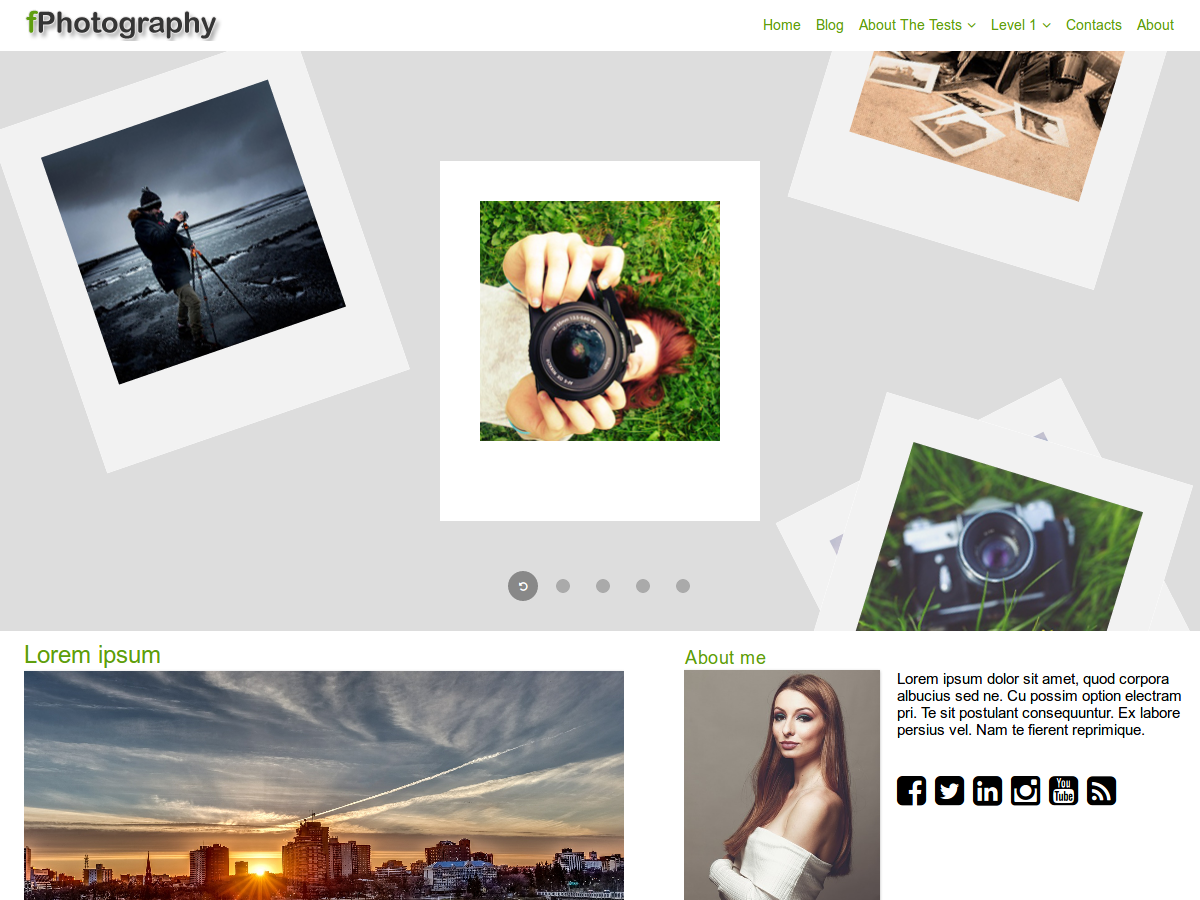 fPhotography
Home Blog About The Tests Level 1 Contacts About
Lorem ipsum
About me
Lorem ipsum dolor sit amet, quod corpora
albucius sed ne. Cu possim option electram
pri. Te sit postulant consequuntur. Ex labore
persius vel. Nam te fierent reprimique.
You
Tube